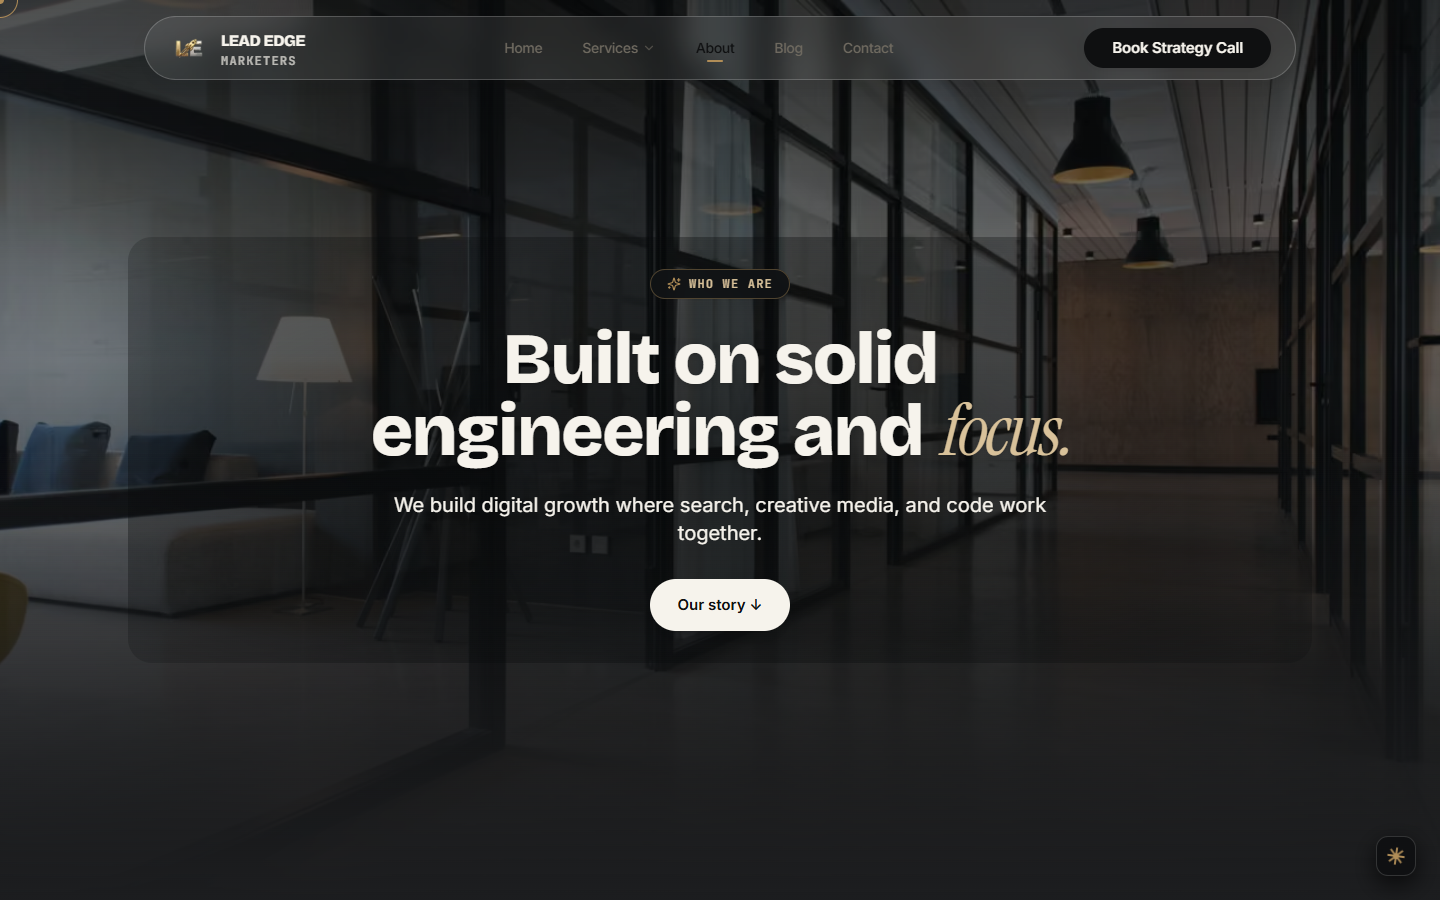 LE
LEAD EDGE
MARKETERS
Home
Services
About
Blog
Contact
Book Strategy Call
WHO WE ARE
Built on solid
engineering and focus.
We build digital growth where search, creative media, and code work
together.
Our story ↓